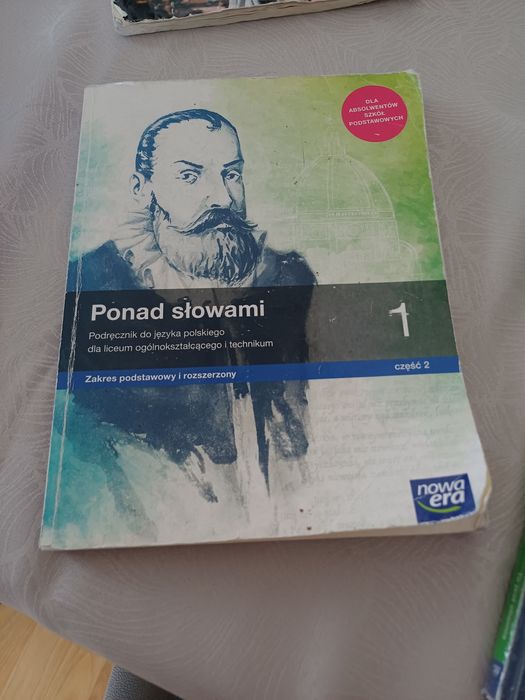 DLA
ABSOLWENTÓW
SZKÓŁ
PODSTAWOWYCH
Ponad słowami
1
Podręcznik do języka polskiego
dla liceum ogólnokształcącego i technikum
Zakres podstawowy i rozszerzony
część 2
nowa
era